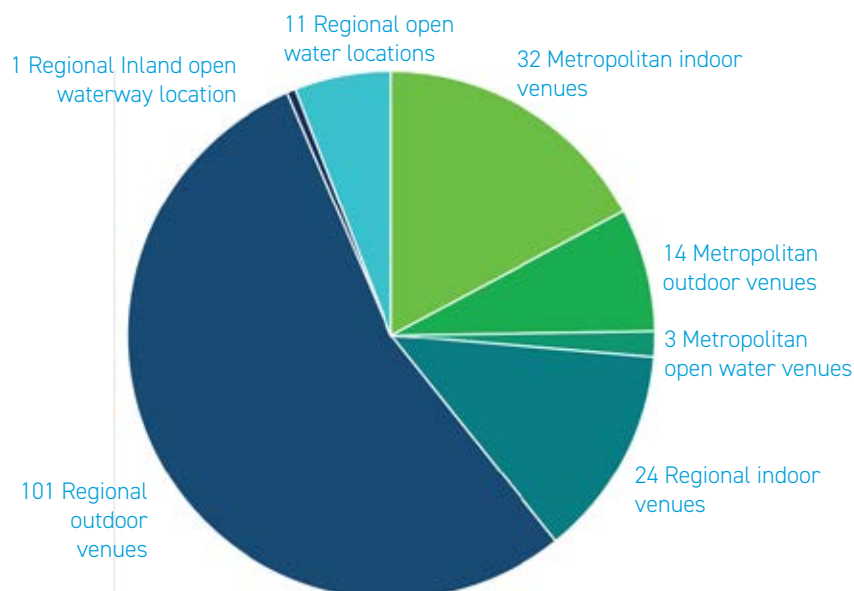 11 Regional open
water locations
32 Metropolitan indoor
venues
1 Regional Inland open
waterway location
14 Metropolitan
outdoor venues
3 Metropolitan
open water venues
24 Regional indoor
venues
101 Regional
outdoor
venues